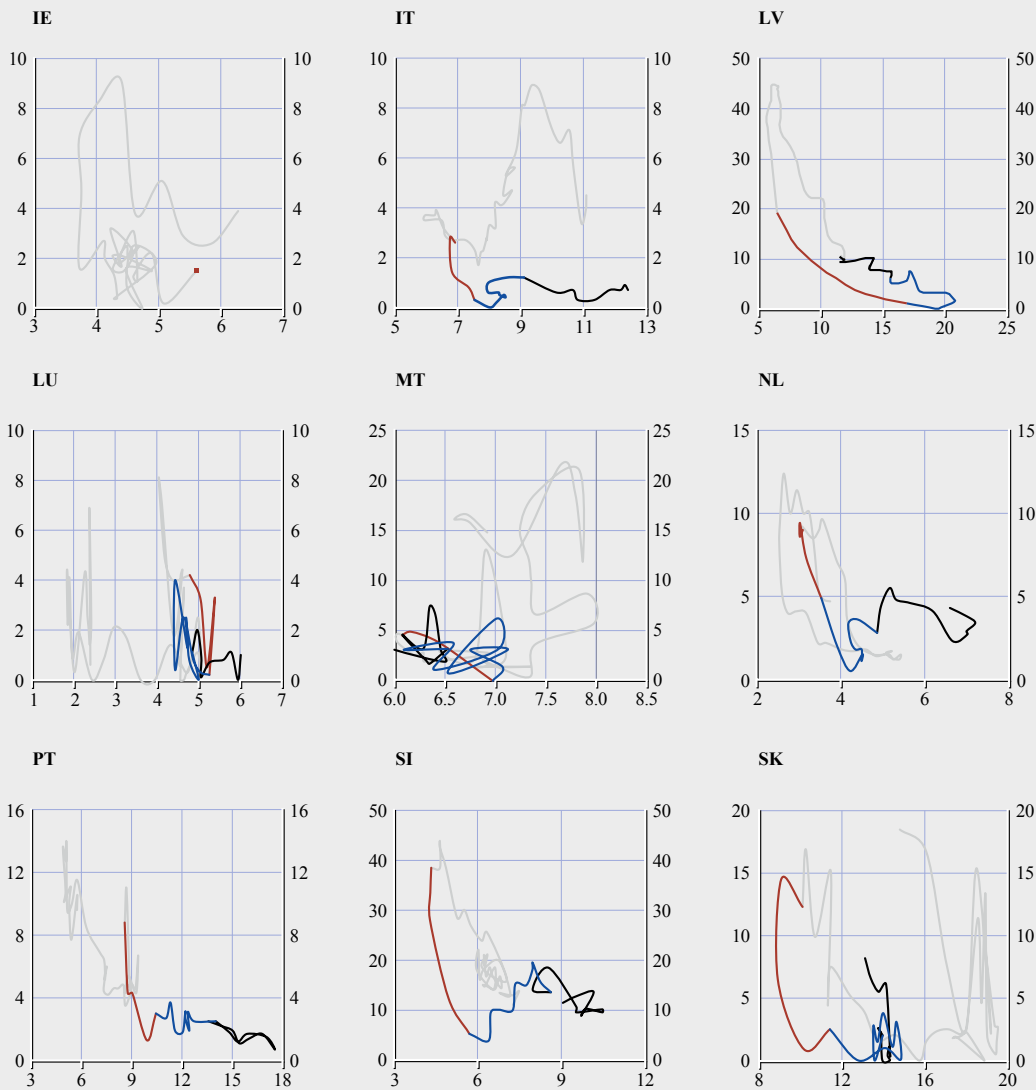 IE IT LV
10 10 10 10 50 50
8 8 8 8 40 40
6 6 6 6 30 30
4 4 4 4 20 20
2 2 2 2 10 10
0 0 0 0 0 0
3 4 5 6 7 5 7 9 11 13 5 10 15 20 25
LU MT NL
10 10 25 25 15 15
8 8 20 20
6 6 15 15 10 10
4 4 10 10 5 5
2 2 5 5
0 0 0 0 0 0
1 2 3 4 5 6 7 6.0 6.5 7.0 7.5 8.0 8.5 2 4 6 8
PT SI SK
16 16 50 50 20 20
12 12 40 40 15 15
8 8 30 30 10 10
4 4 20 20 5 5
10 10
0 0 0 0 0 0
3 6 9 12 15 18 3 6 9 12 8 12 16 20